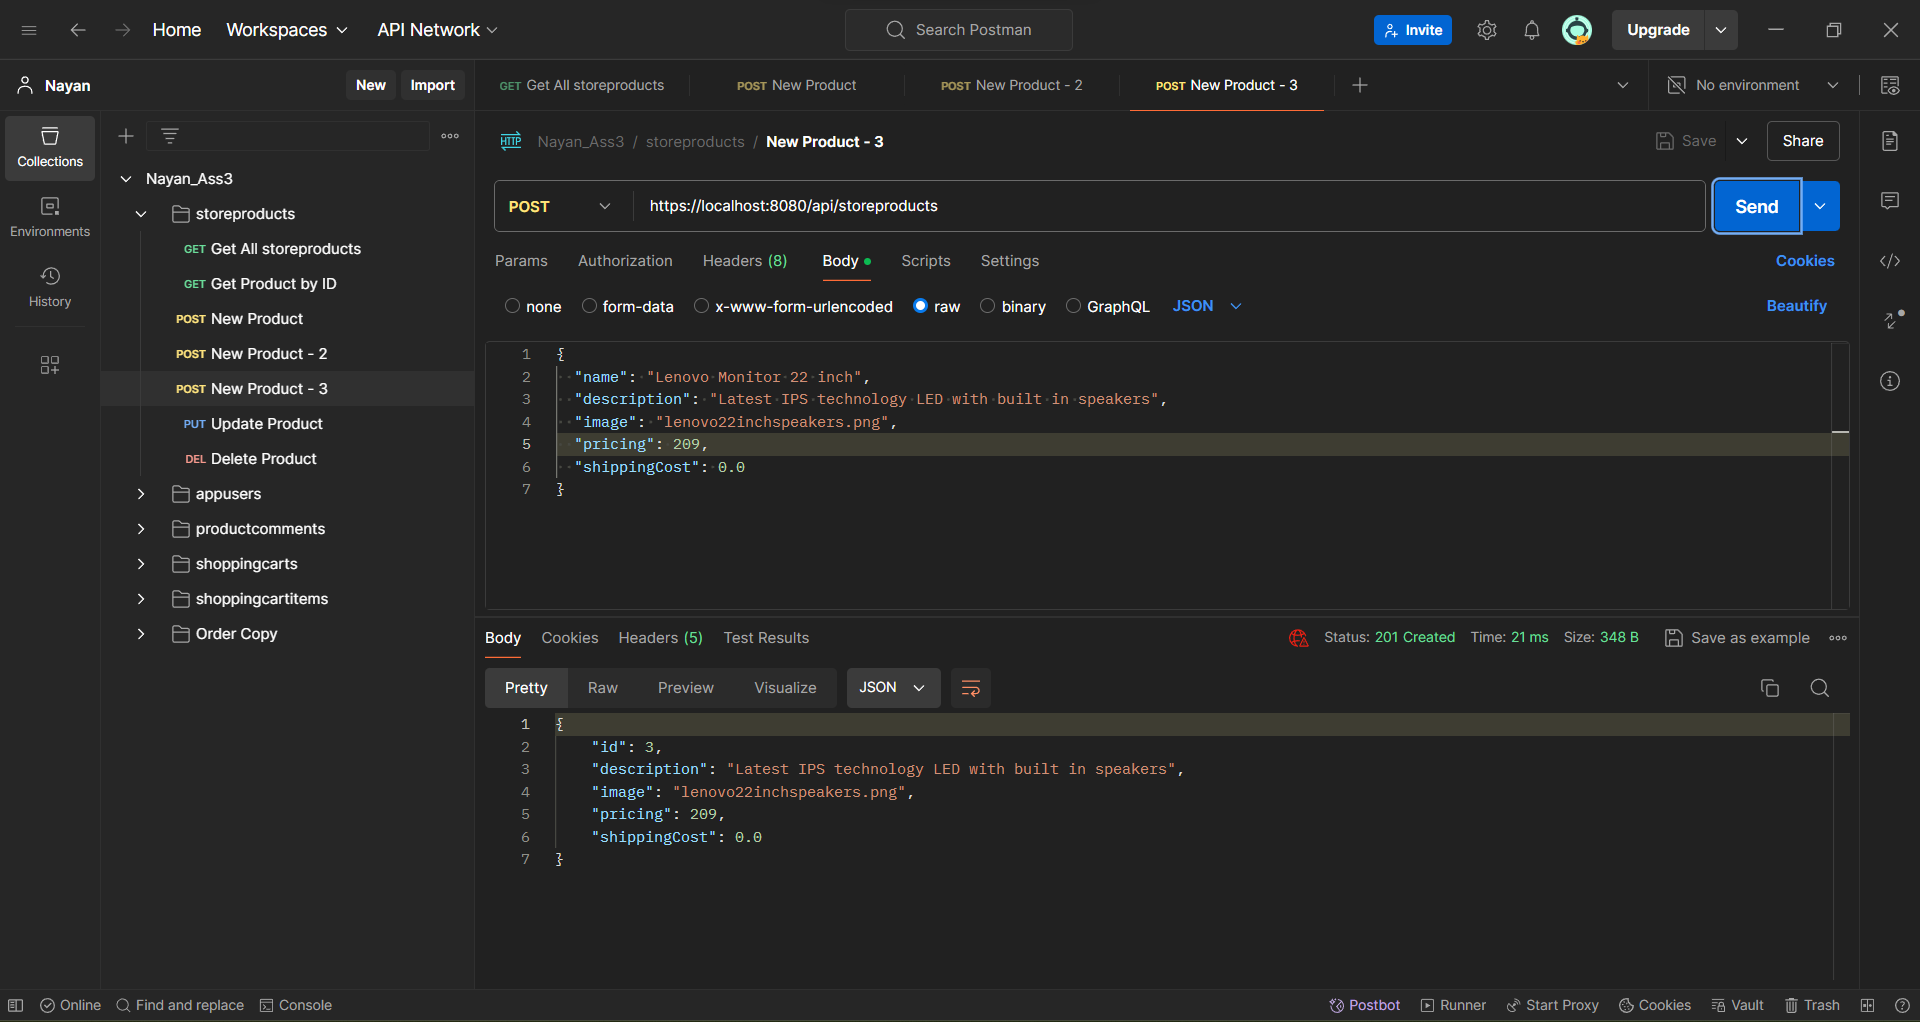 Home Workspaces API Network Search Postman Invite Upgrade
Nayan New Import GET Get All storeproducts POST New Product POST New Product - 2 POST New Product - 3 No environment
HTTP Nayan_Ass3 / storeproducts / New Product - 3 Save Share
Collections
Environments
History
Nayan_Ass3
storeproducts
GET Get All storeproducts
GET Get Product by ID
POST New Product
POST New Product - 2
POST New Product - 3
PUT Update Product
DEL Delete Product
appusers
productcomments
shoppingcarts
shoppingcartitems
Order Copy
POST https://localhost:8080/api/storeproducts Send
Params Authorization Headers (8) Body Scripts Settings Cookies
none form-data x-www-form-urlencoded raw binary GraphQL JSON Beautify
1 {
2 "name": "Lenovo Monitor 22 inch",
3 "description": "Latest IPS technology LED with built in speakers",
4 "image": "lenovo22inchspeakers.png",
5 "pricing": 209,
6 "shippingCost": 0.0
7 }
Body Cookies Headers (5) Test Results Status: 201 Created Time: 21 ms Size: 348 B Save as example
Pretty Raw Preview Visualize JSON
1 {
2 "id": 3,
3 "description": "Latest IPS technology LED with built in speakers",
4 "image": "lenovo22inchspeakers.png",
5 "pricing": 209,
6 "shippingCost": 0.0
7 }
Online Find and replace Console Postbot Runner Start Proxy Cookies Vault Trash